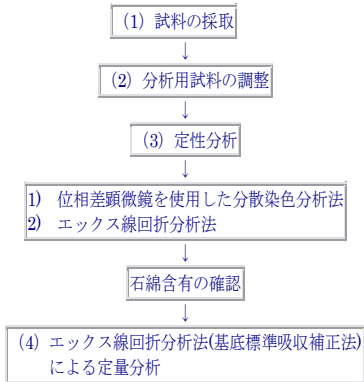 (1) 試料の採取
↓
(2) 分析用試料の調整
↓
(3) 定性分析
↓
1) 位相差顕微鏡を使用した分散染色分析法
2) エックス線回折分析法
↓
石綿含有の確認
↓
(4) エックス線回折分析法(基底標準吸収補正法)
による定量分析